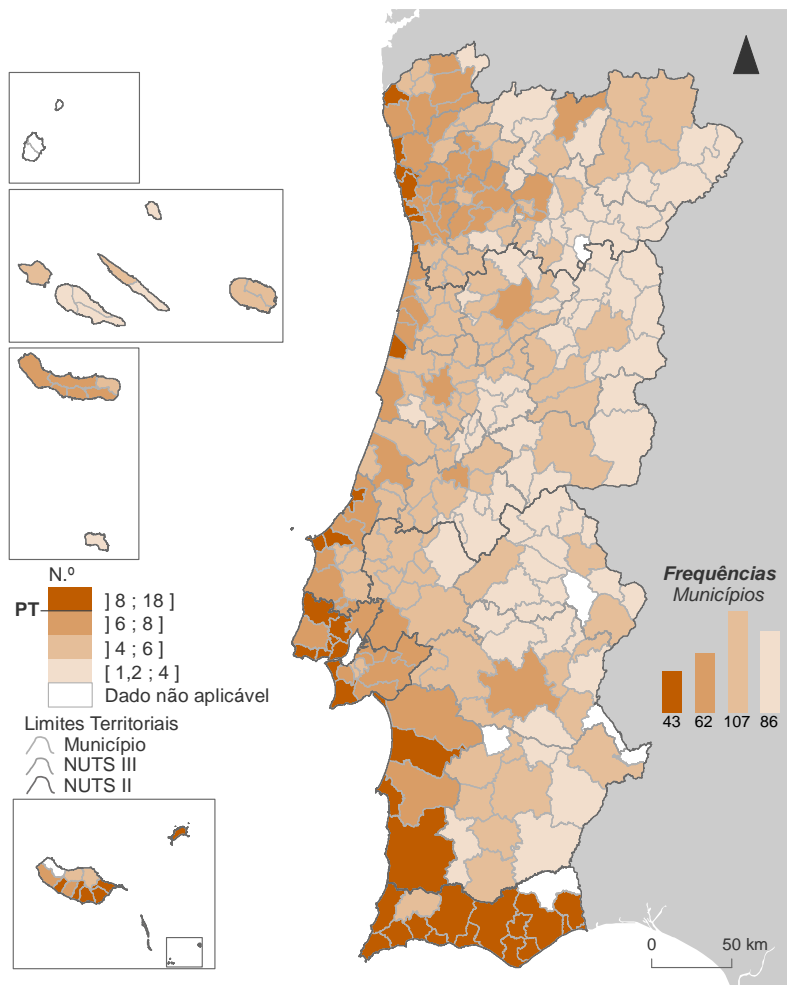 N.º
PT
] 8 ; 18 ]
] 6 ; 8 ]
] 4 ; 6 ]
[ 1,2 ; 4 ]
Dado não aplicável
Limites Territoriais
Município
NUTS III
NUTS II
Frequências
Municípios
43 62 107 86
0 50 km